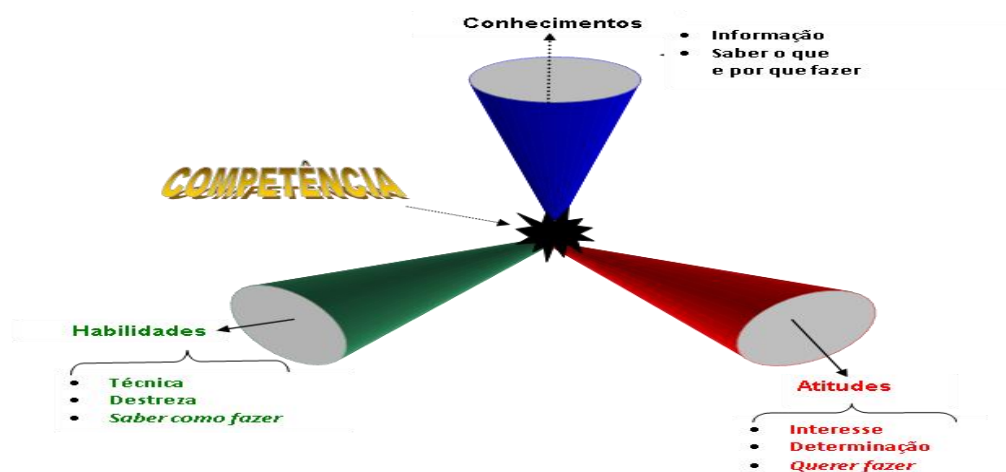 Conhecimentos
• Informação
• Saber o que
e por que fazer
COMPETÊNCIA
Habilidades
• Técnica
• Destreza
• Saber como fazer
Atitudes
• Interesse
• Determinação
• Querer fazer